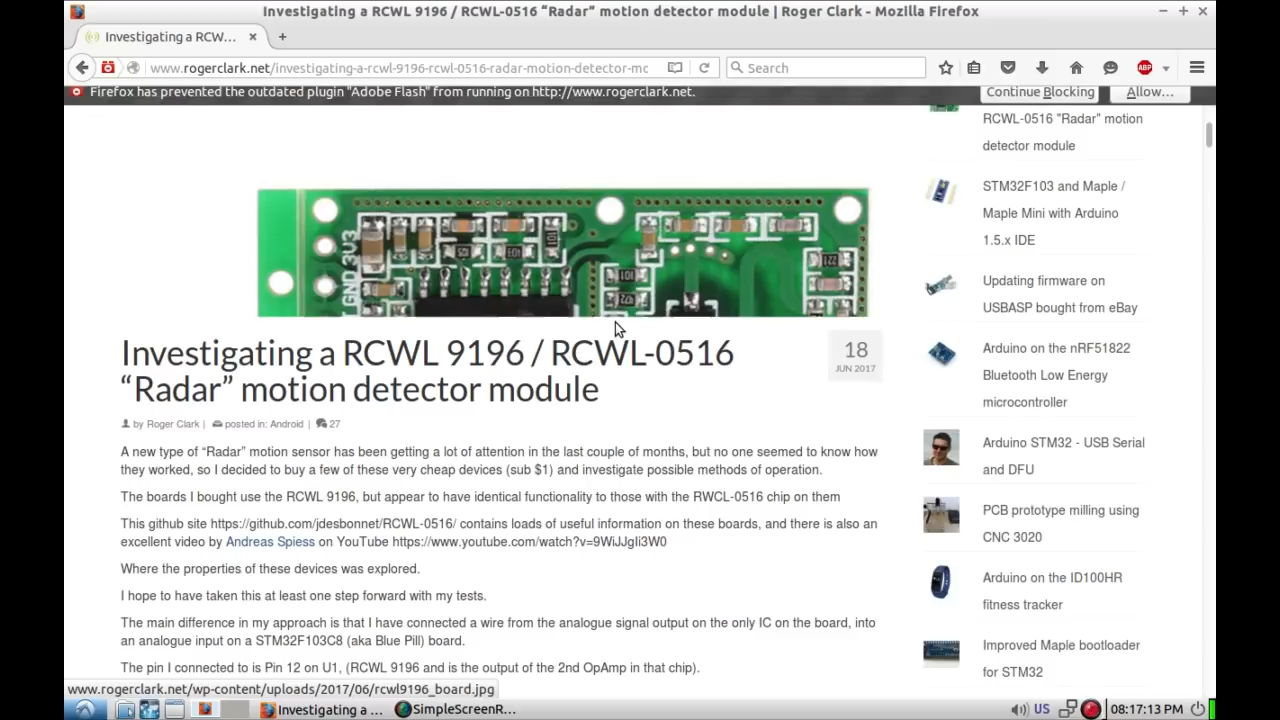 Investigating a RCWL 9196 / RCWL-0516 “Radar” motion detector module | Roger Clark - Mozilla Firefox
Investigating a RCW...
www.rogerclark.net/investigating-a-rcwl-9196-rcwl-0516-radar-motion-detector-mc
Search
ABP
Firefox has prevented the outdated plugin "Adobe Flash" from running on http://www.rogerclark.net.
Continue Blocking
Allow...
3V3
GND
101
105
103
101
102
221
Investigating a RCWL 9196 / RCWL-0516
“Radar” motion detector module
18
JUN 2017
by Roger Clark | posted in: Android | 27
A new type of “Radar” motion sensor has been getting a lot of attention in the last couple of months, but no one seemed to know how
they worked, so I decided to buy a few of these very cheap devices (sub $1) and investigate possible methods of operation.
The boards I bought use the RCWL 9196, but appear to have identical functionality to those with the RWCL-0516 chip on them
This github site https://github.com/jdesbonnet/RCWL-0516/ contains loads of useful information on these boards, and there is also an
excellent video by Andreas Spiess on YouTube https://www.youtube.com/watch?v=9WiJJgIi3W0
Where the properties of these devices was explored.
I hope to have taken this at least one step forward with my tests.
The main difference in my approach is that I have connected a wire from the analogue signal output on the only IC on the board, into
an analogue input on a STM32F103C8 (aka Blue Pill) board.
The pin I connected to is Pin 12 on U1, (RCWL 9196 and is the output of the 2nd OpAmp in that chip).
RCWL-0516 "Radar" motion
detector module
STM32F103 and Maple /
Maple Mini with Arduino
1.5.x IDE
Updating firmware on
USBASP bought from eBay
Arduino on the nRF51822
Bluetooth Low Energy
microcontroller
Arduino STM32 - USB Serial
and DFU
PCB prototype milling using
CNC 3020
Arduino on the ID100HR
fitness tracker
Improved Maple bootloader
for STM32
www.rogerclark.net/wp-content/uploads/2017/06/rcwl9196_board.jpg
Investigating a ...
SimpleScreenR...
US
08:17:13 PM